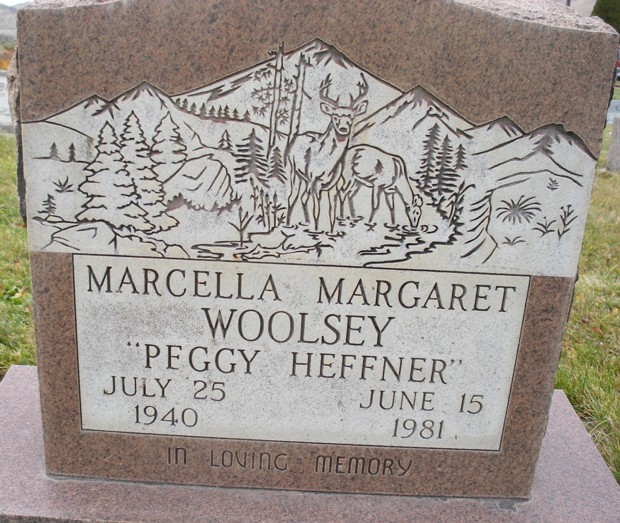 MARCELLA MARGARET
WOOLSEY
"PEGGY HEFFNER"
JULY 25 JUNE 15
1940 1981
IN LOVING MEMORY